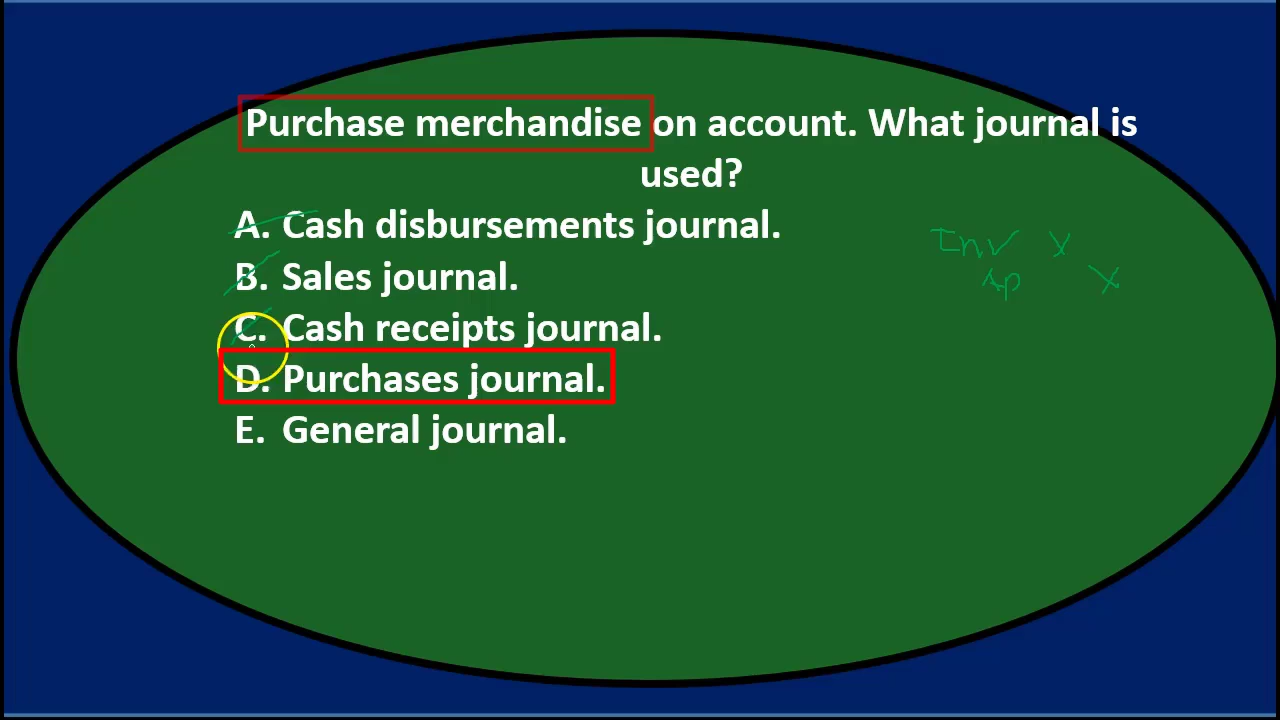 Purchase merchandise on account. What journal is
used?
A. Cash disbursements journal.
B. Sales journal.
C. Cash receipts journal.
D. Purchases journal.
E. General journal.
Inv X
Ap X